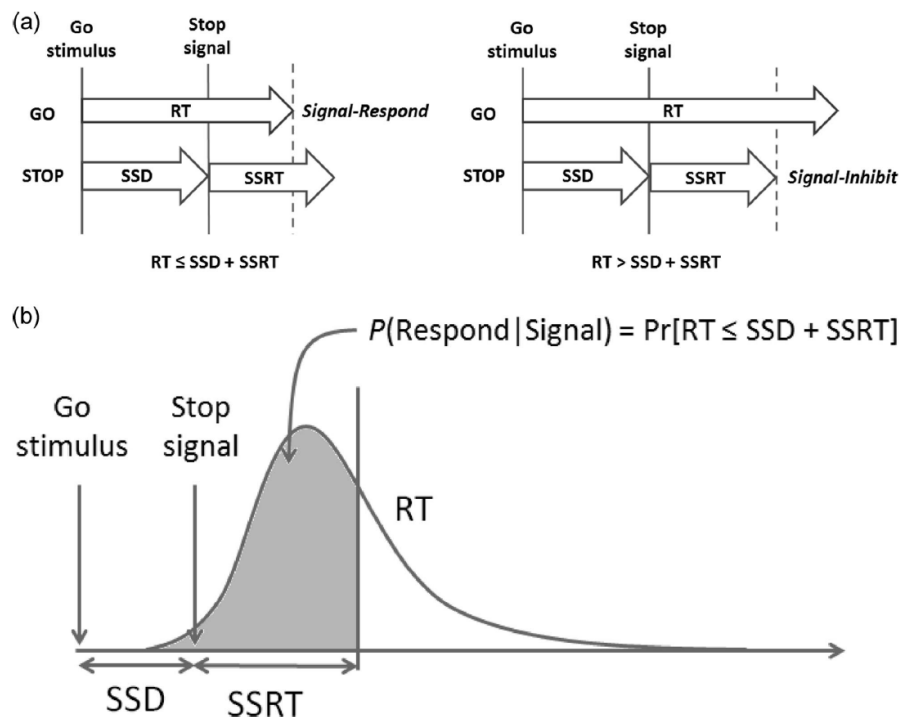 (a)
Go
stimulus
Stop
signal
GO
RT
Signal-Respond
STOP
SSD
SSRT
RT ≤ SSD + SSRT
Go
stimulus
Stop
signal
GO
RT
STOP
SSD
SSRT
Signal-Inhibit
RT > SSD + SSRT
(b)
P(Respond|Signal) = Pr[RT ≤ SSD + SSRT]
Go
stimulus
Stop
signal
RT
SSD
SSRT